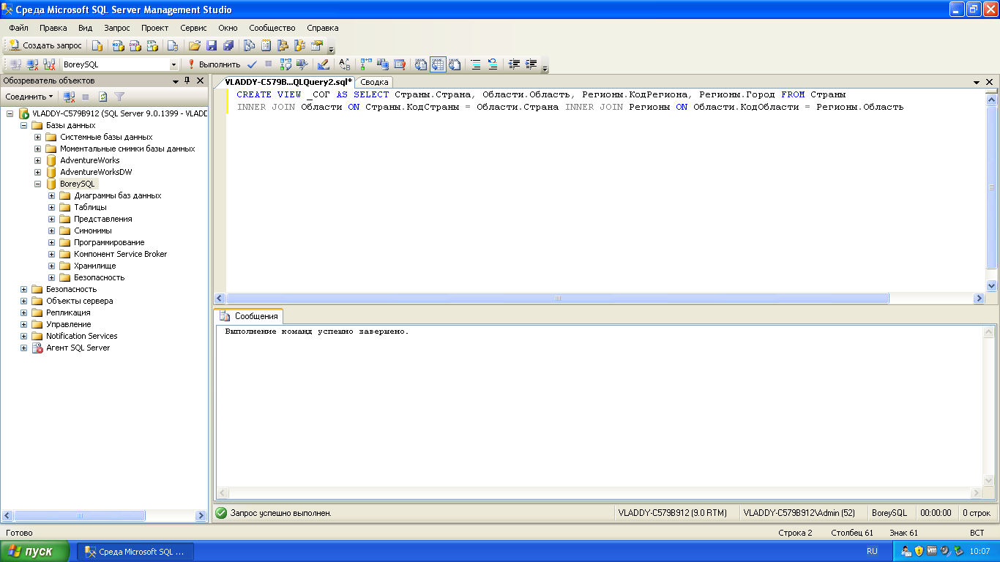 Среда Microsoft SQL Server Management Studio
Файл Правка Вид Запрос Проект Сервис Окно Сообщество Справка
Создать запрос
BoreySQL Выполнить
Обозреватель объектов
VLADDY-C579B...QLQuery2.sql* Сводка
Соединить
CREATE VIEW _СОГ AS SELECT Страны.Страна, Области.Область, Регионы.КодРегиона, Регионы.Город FROM Страны
INNER JOIN Области ON Страны.КодСтраны = Области.Страна INNER JOIN Регионы ON Области.КодОбласти = Регионы.Область
VLADDY-C579B912 (SQL Server 9.0.1399 - VLADD
Базы данных
Системные базы данных
Моментальные снимки базы данных
AdventureWorks
AdventureWorksDW
BoreySQL
Диаграммы баз данных
Таблицы
Представления
Синонимы
Программирование
Компонент Service Broker
Хранилище
Безопасность
Безопасность
Объекты сервера
Репликация
Управление
Notification Services
Агент SQL Server
Сообщения
Выполнение команд успешно завершено.
Запрос успешно выполнен. VLADDY-C579B912 (9.0 RTM) VLADDY-C579B912\Admin (52) BoreySQL 00:00:00 0 строк
Готово Строка 2 Столбец 61 Знак 61 ВСТ
пуск Среда Microsoft SQL ... RU 10:07